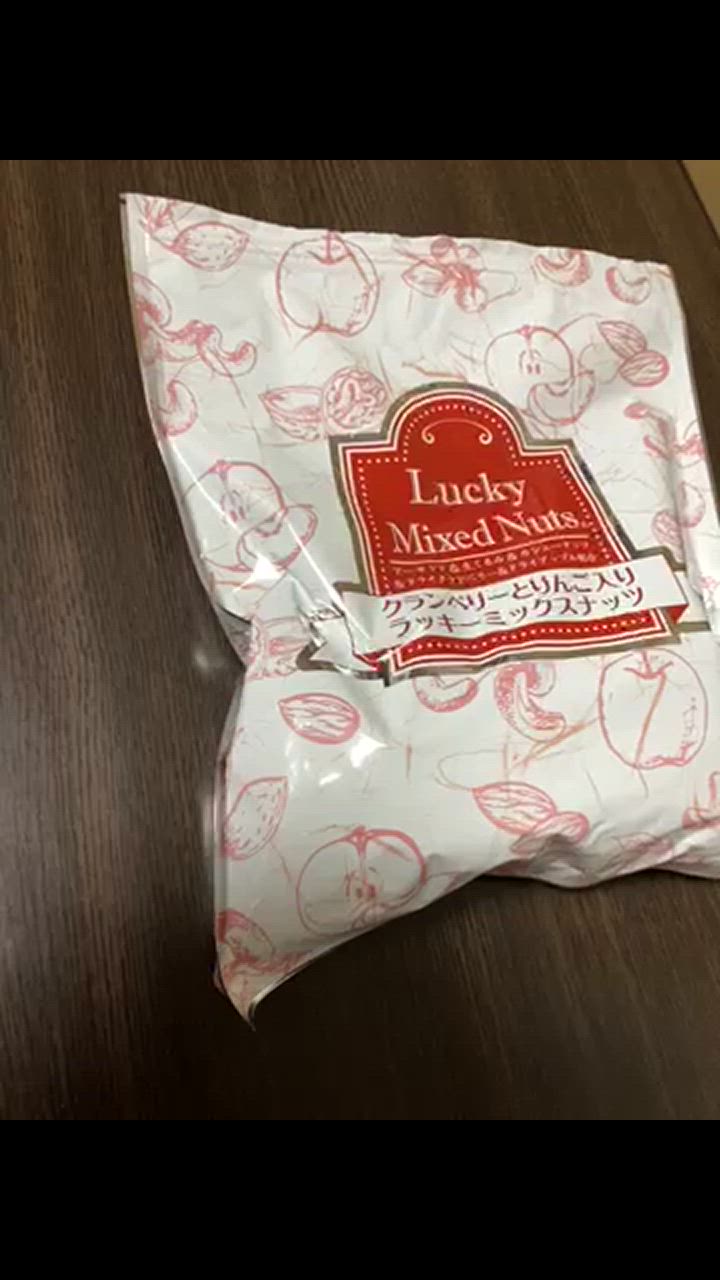 Lucky
Mixed Nuts
クランベリーとりんご入り
ラッキーミックスナッツ